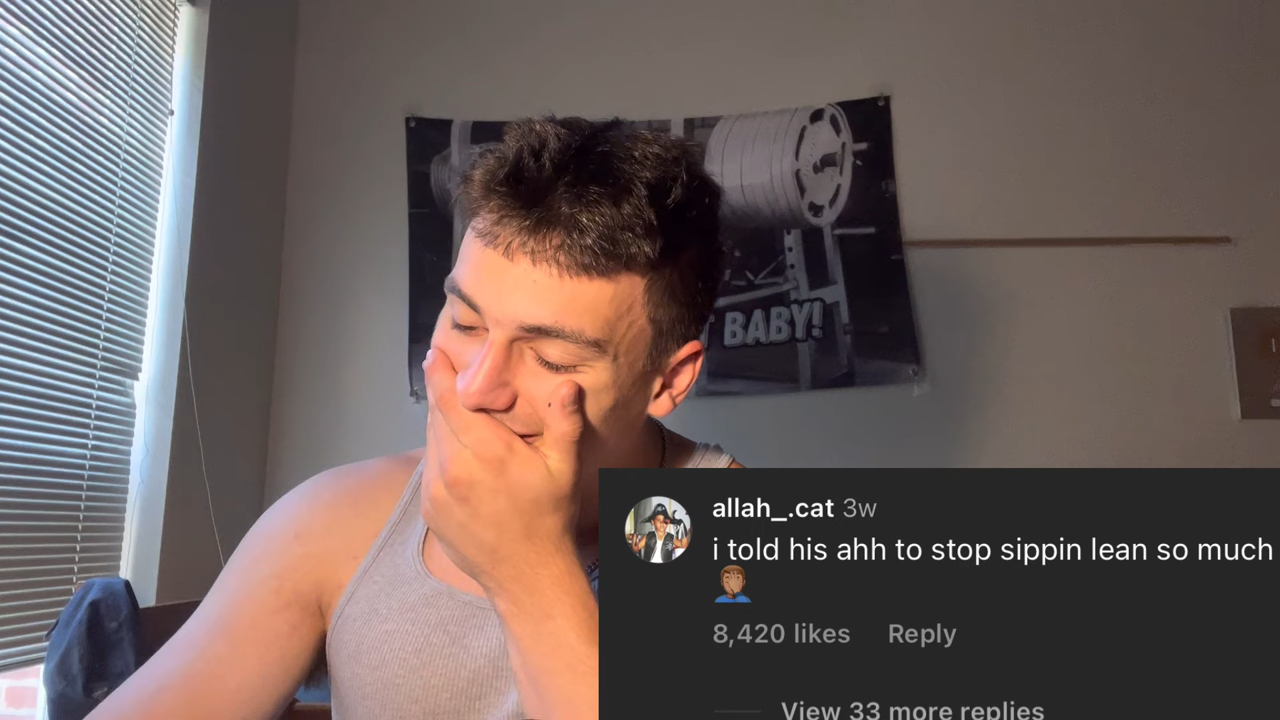 T BABY!
allah_.cat 3w
i told his ahh to stop sippin lean so much
🤦🏽‍♂️
8,420 likes Reply
View 33 more replies